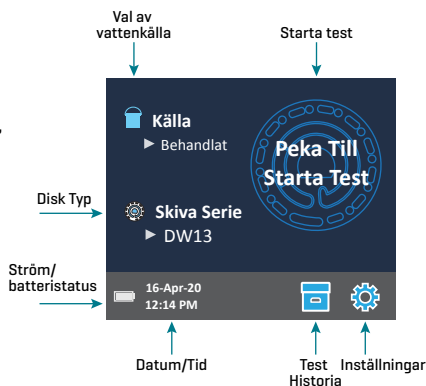 Val av
vattenkälla
Starta test
Källa
Behandlat
Peka Till
Starta Test
Disk Typ
Skiva Serie
DW13
Ström/
batteristatus
16-Apr-20
12:14 PM
Datum/Tid
Test
Historia
Inställningar